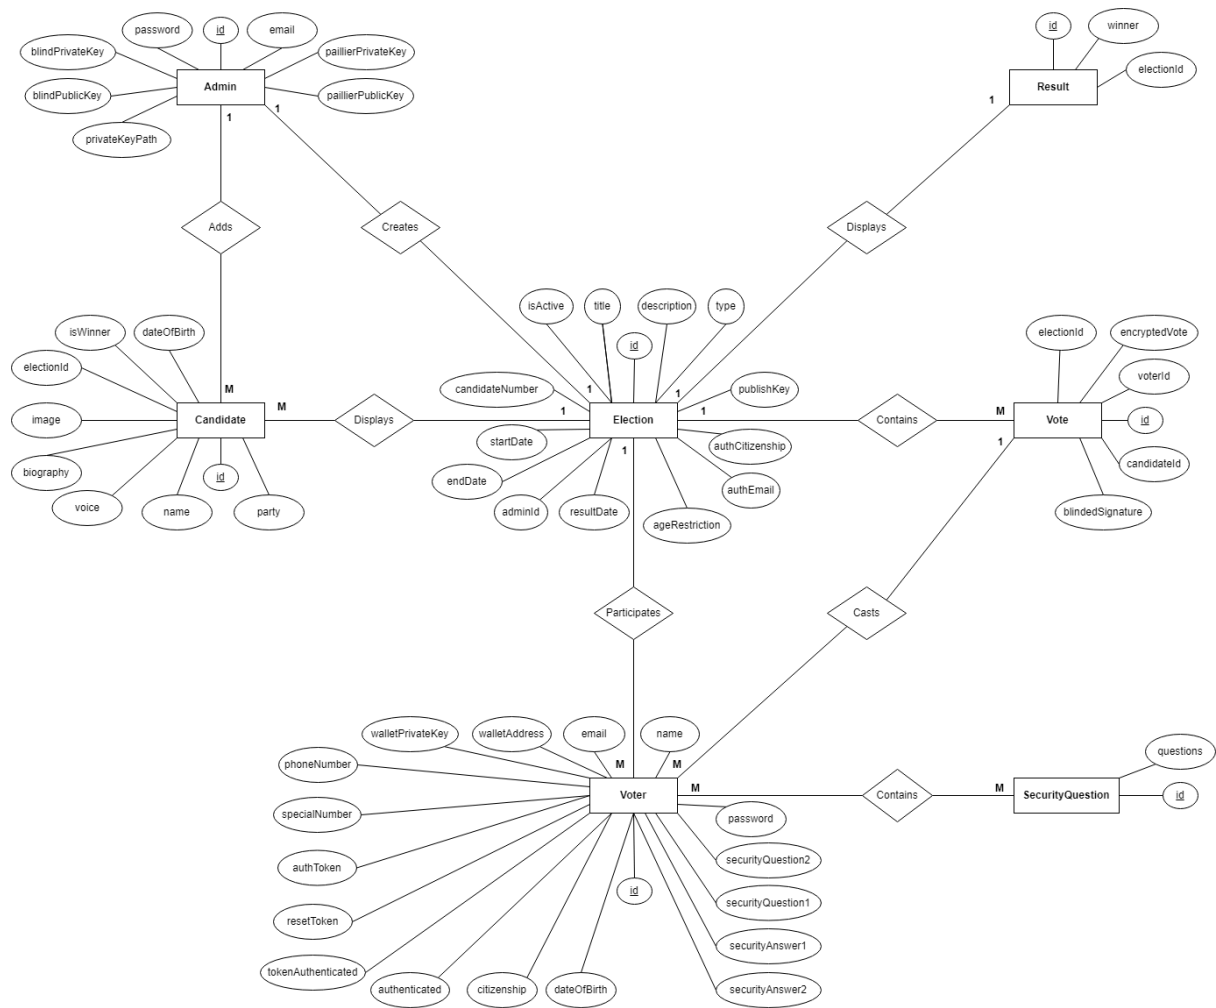 password
id
email
blindPrivateKey
paillierPrivateKey
Admin
blindPublicKey
paillierPublicKey
1
1
privateKeyPath
id
winner
electionId
Result
1
Adds
Creates
Displays
isActive
title
description
type
id
candidateNumber
publishKey
1
1
Election
1
1
startDate
authCitizenship
1
endDate
authEmail
adminId
resultDate
ageRestriction
isWinner
dateOfBirth
electionId
M
M
image
Candidate
Displays
biography
id
voice
name
party
Contains
electionId
encryptedVote
voterId
M
Vote
id
1
candidateId
blindedSignature
Participates
Casts
walletPrivateKey
walletAddress
email
name
phoneNumber
M
M
Voter
M
Contains
M
SecurityQuestion
questions
id
specialNumber
password
authToken
securityQuestion2
id
resetToken
securityQuestion1
tokenAuthenticated
securityAnswer1
authenticated
citizenship
dateOfBirth
securityAnswer2